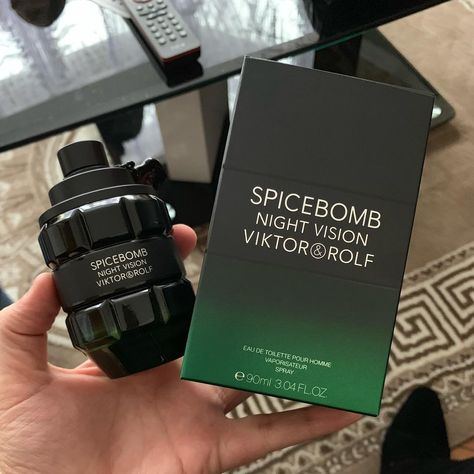 SPICEBOMB
NIGHT VISION
VIKTOR&ROLF
SPICEBOMB
NIGHT VISION
VIKTOR&ROLF
EAU DE TOILETTE POUR HOMME
VAPORISATEUR
SPRAY
e 90ml 3.04 FL.OZ